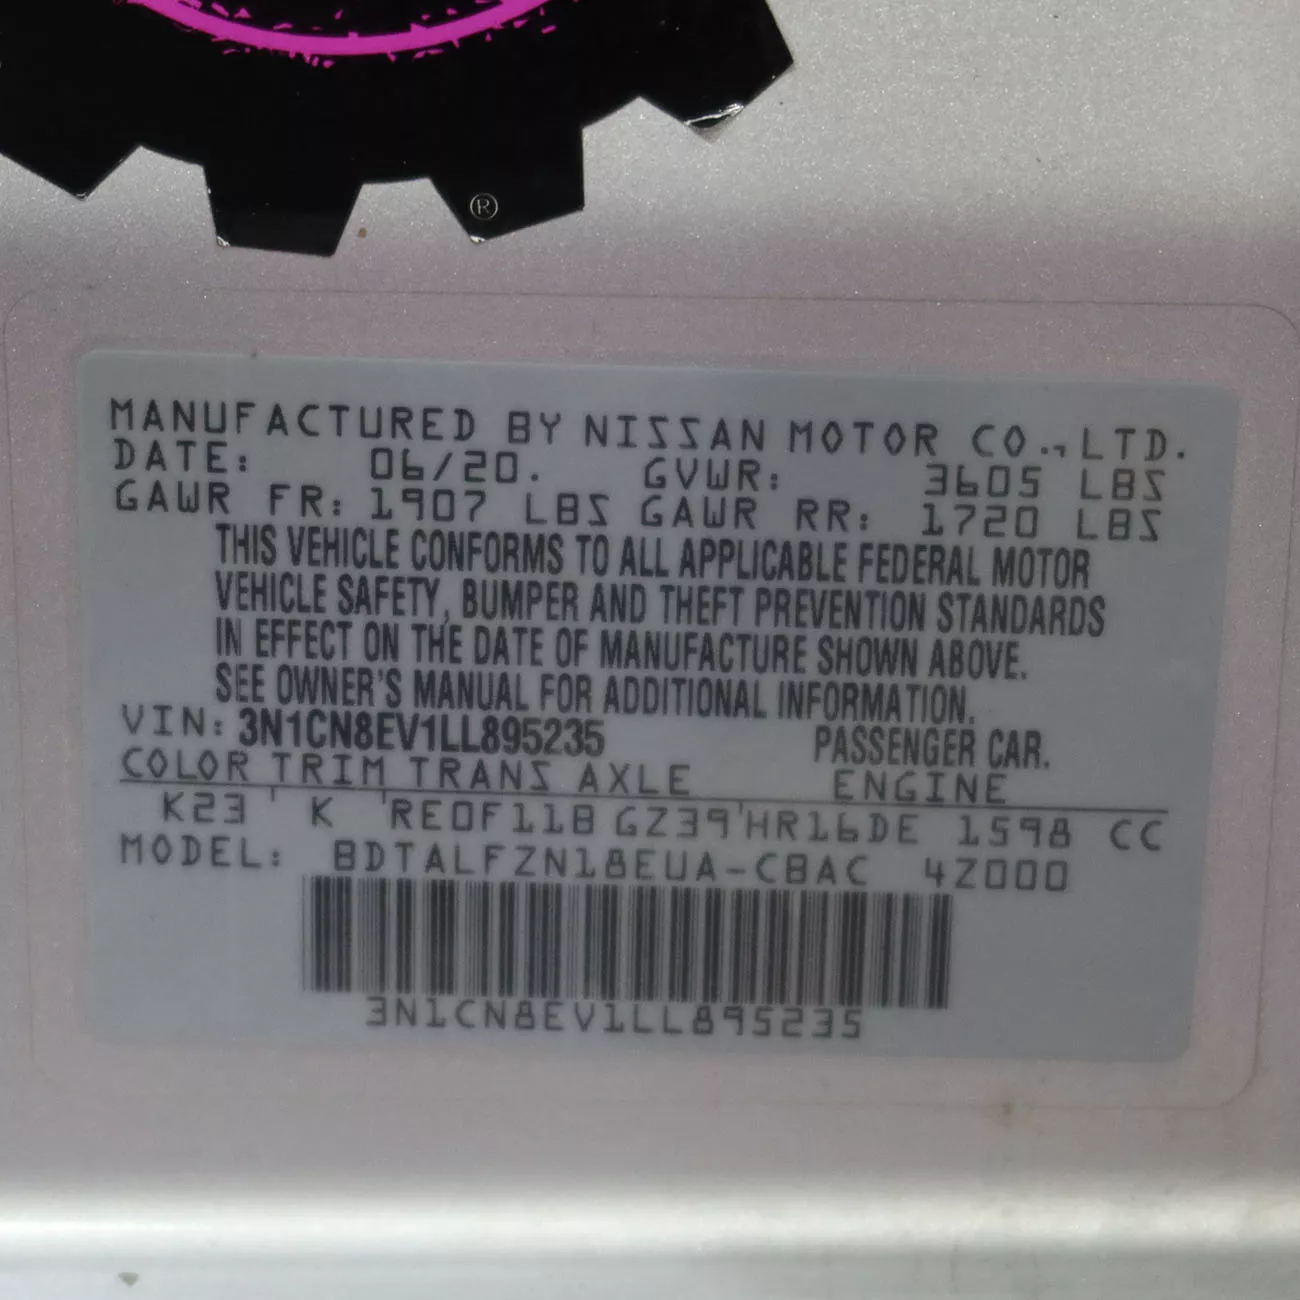 ®
MANUFACTURED BY NISSAN MOTOR CO.,LTD.
DATE: 06/20. GVWR: 3605 LBS
GAWR FR: 1907 LBS GAWR RR: 1720 LBS
THIS VEHICLE CONFORMS TO ALL APPLICABLE FEDERAL MOTOR
VEHICLE SAFETY, BUMPER AND THEFT PREVENTION STANDARDS
IN EFFECT ON THE DATE OF MANUFACTURE SHOWN ABOVE.
SEE OWNER'S MANUAL FOR ADDITIONAL INFORMATION.
VIN: 3N1CN8EV1LL895235 PASSENGER CAR.
COLOR TRIM TRANS AXLE ENGINE
K23 ' K 'RE0F11B GZ39'HR16DE 1598 CC
MODEL: BDTALFZN18EUA-CBAC 4Z000
3N1CN8EV1LL895235